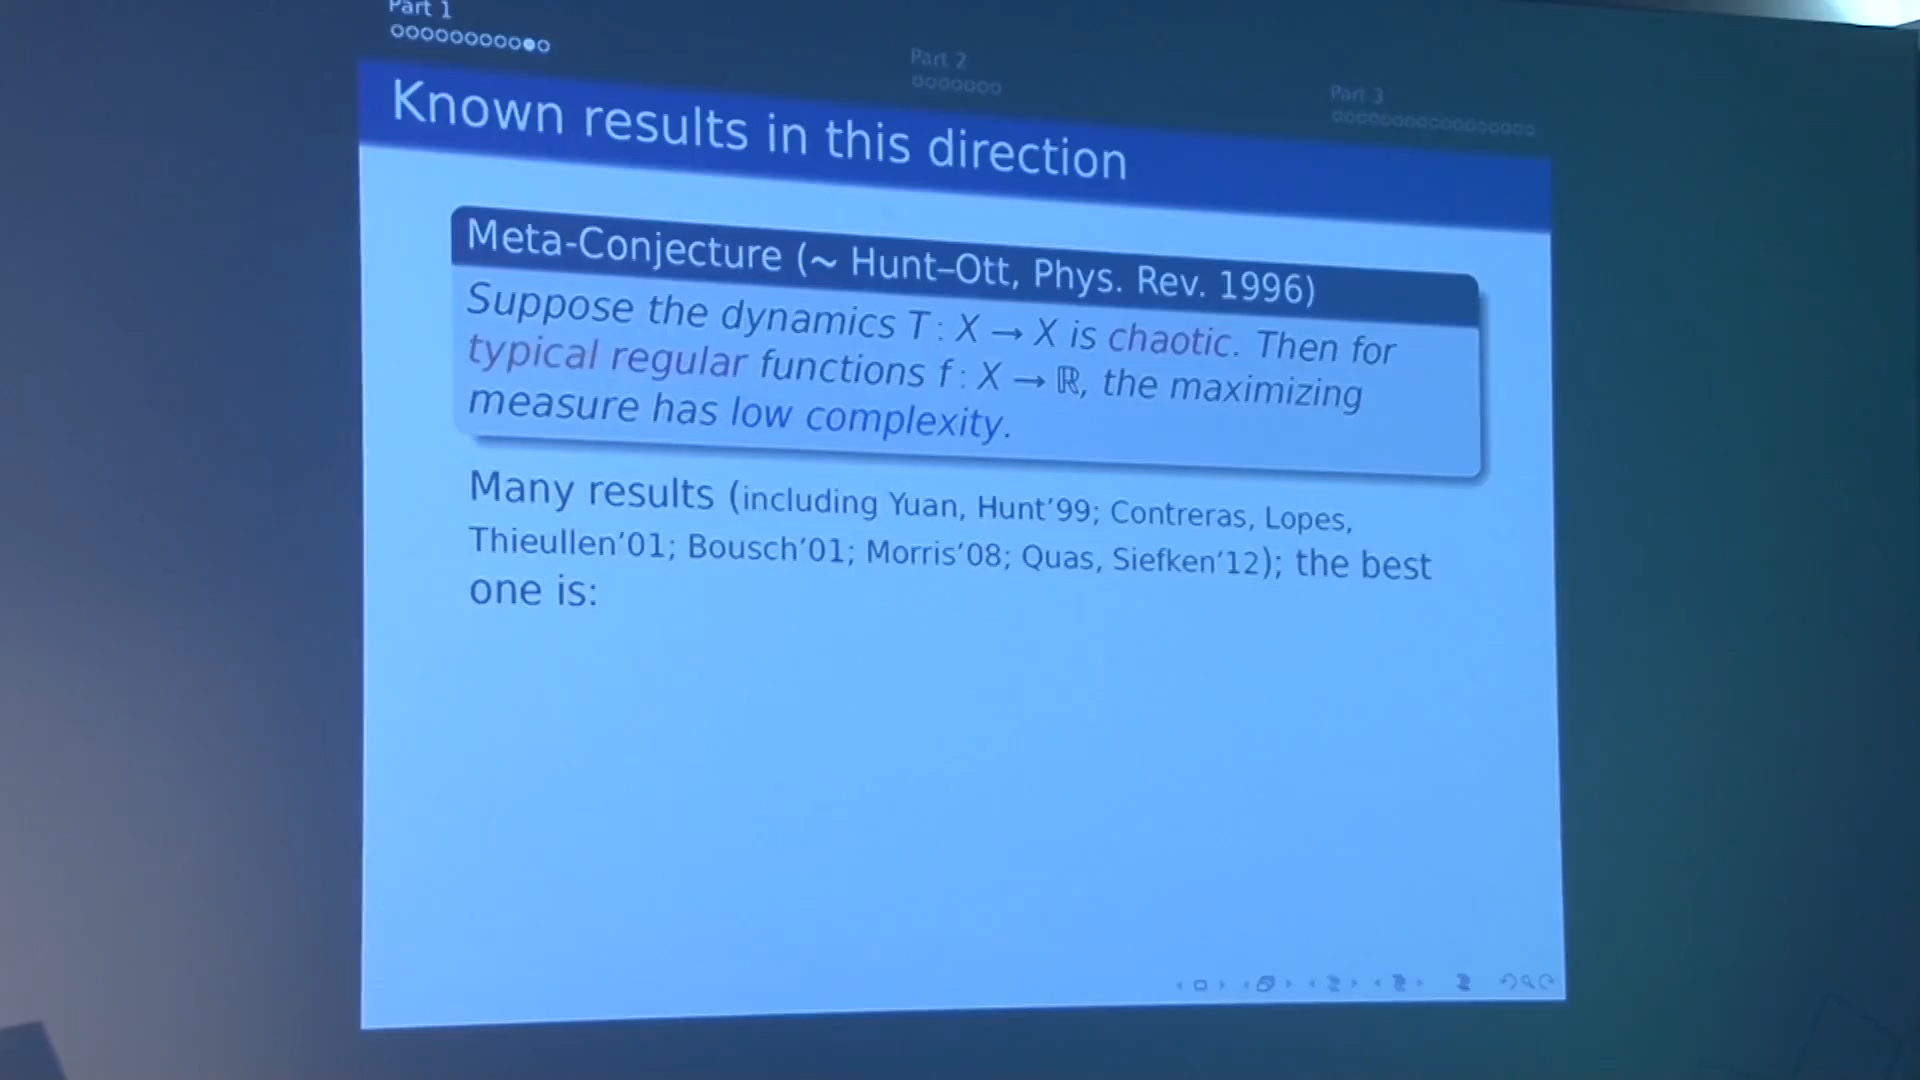 Part 1
Part 2
Part 3
Known results in this direction
Meta-Conjecture (~ Hunt–Ott, Phys. Rev. 1996)
Suppose the dynamics T : X → X is chaotic. Then for
typical regular functions f : X → ℝ, the maximizing
measure has low complexity.
Many results (including Yuan, Hunt’99; Contreras, Lopes,
Thieullen’01; Bousch’01; Morris’08; Quas, Siefken’12); the best
one is: